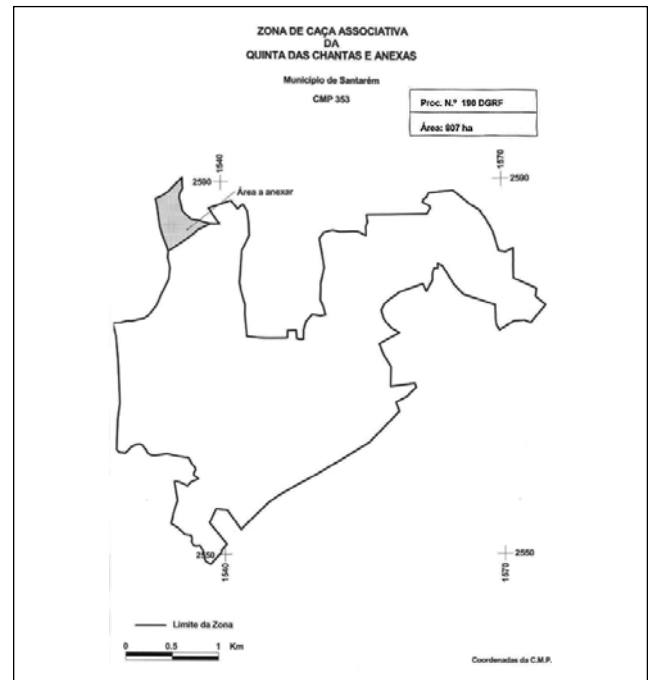 ZONA DE CAÇA ASSOCIATIVA
DA
QUINTA DAS CHANTAS E ANEXAS
Município de Santarém
CMP 353
Proc. N.º 190 DGRF
Área: 807 ha
1540
1570
2590
2590
Área a anexar
2550
2550
1540
1570
Limite da Zona
0 0.5 1 Km
Coordenadas da C.M.P.